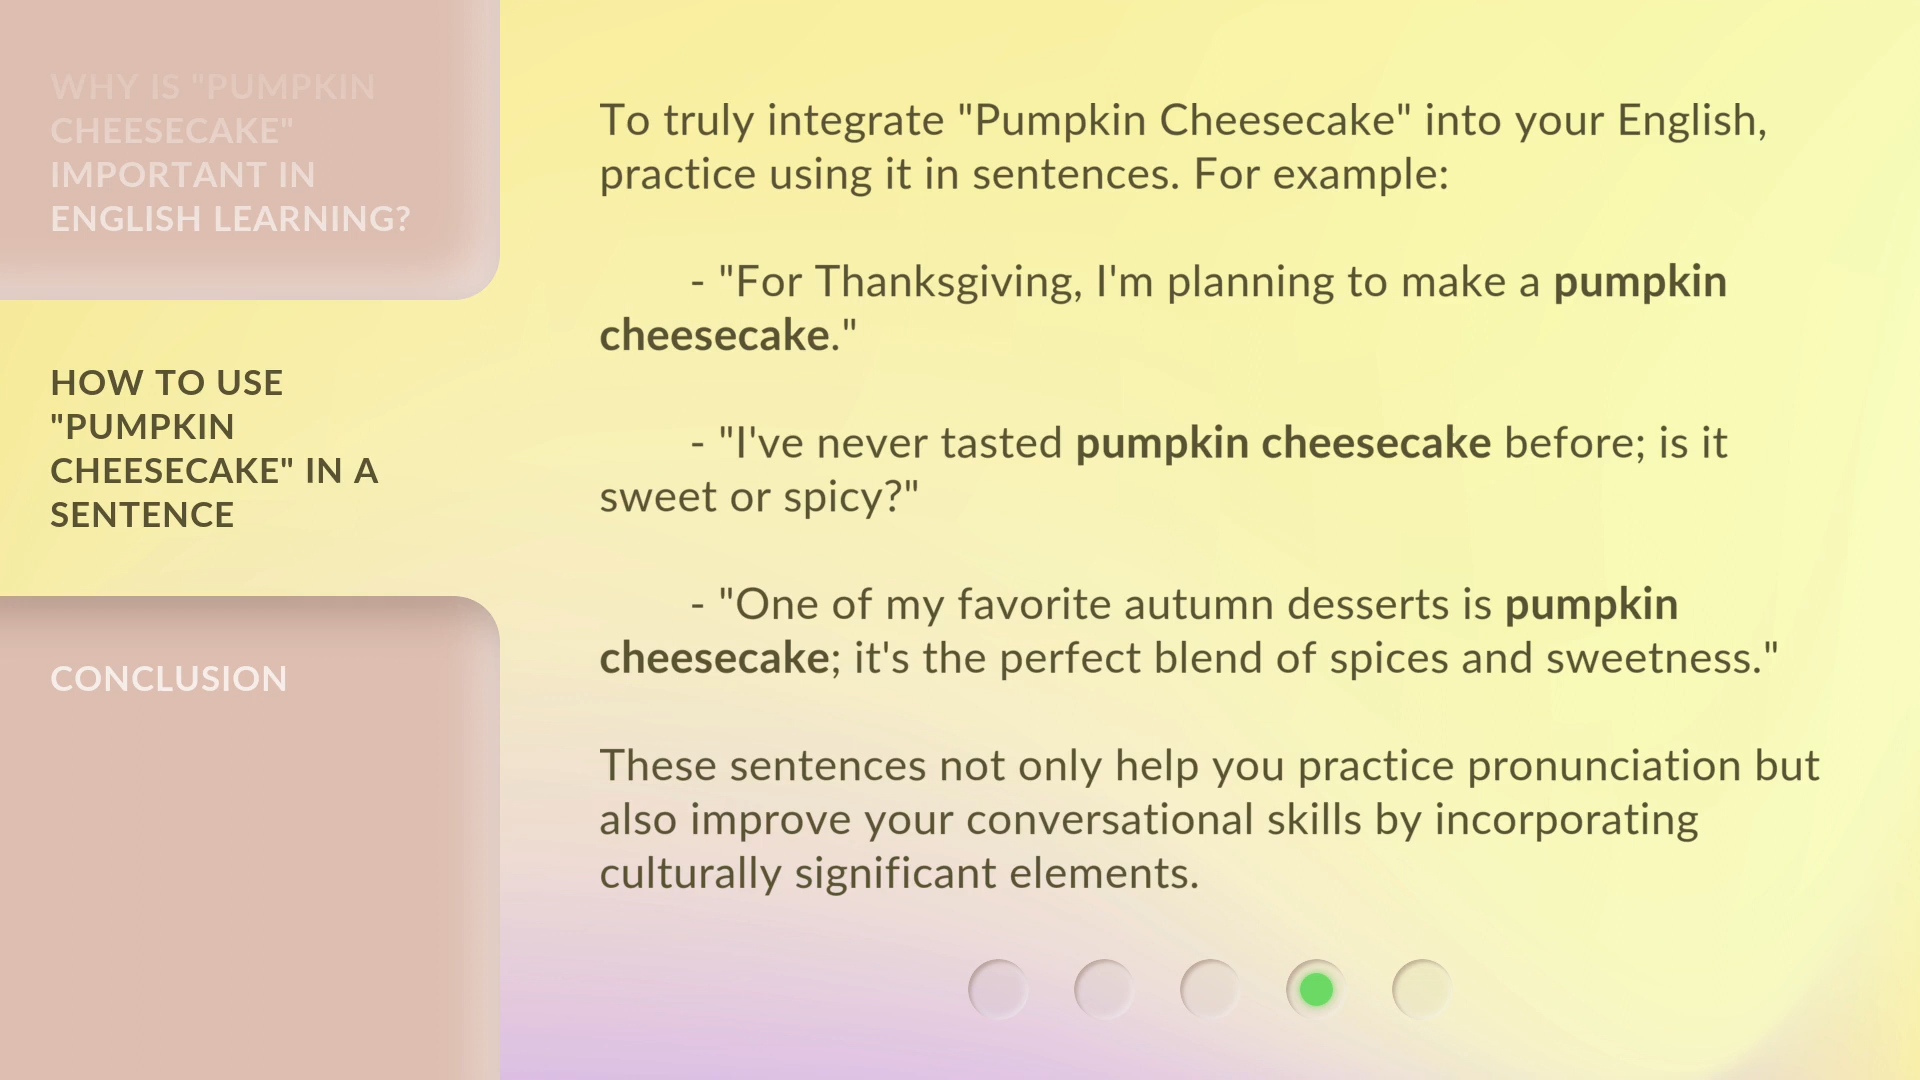 WHY IS "PUMPKIN
CHEESECAKE"
IMPORTANT IN
ENGLISH LEARNING?
HOW TO USE
"PUMPKIN
CHEESECAKE" IN A
SENTENCE
CONCLUSION
To truly integrate "Pumpkin Cheesecake" into your English,
practice using it in sentences. For example:
- "For Thanksgiving, I'm planning to make a pumpkin
cheesecake."
- "I've never tasted pumpkin cheesecake before; is it
sweet or spicy?"
- "One of my favorite autumn desserts is pumpkin
cheesecake; it's the perfect blend of spices and sweetness."
These sentences not only help you practice pronunciation but
also improve your conversational skills by incorporating
culturally significant elements.